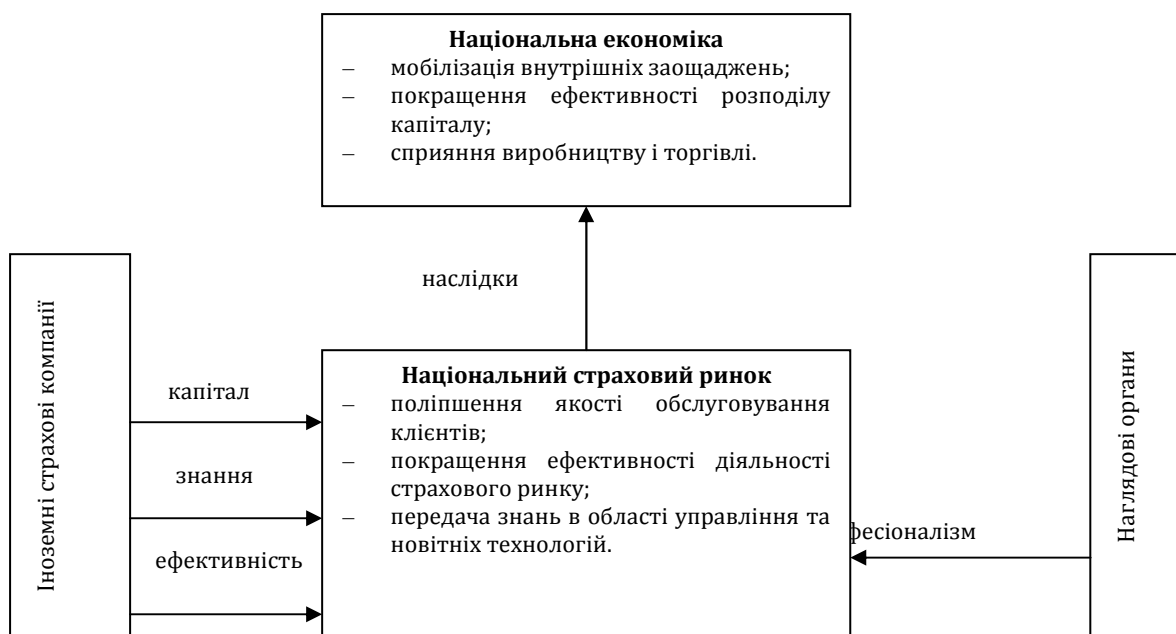 Національна економіка
– мобілізація внутрішніх заощаджень;
– покращення ефективності розподілу
капіталу;
– сприяння виробництву і торгівлі.
наслідки
Іноземні страхові компанії
капітал
знання
ефективність
Національний страховий ринок
– поліпшення якості обслуговування
клієнтів;
– покращення ефективності діяльності
страхового ринку;
– передача знань в області управління та
новітніх технологій.
фесіоналізм
Наглядові органи